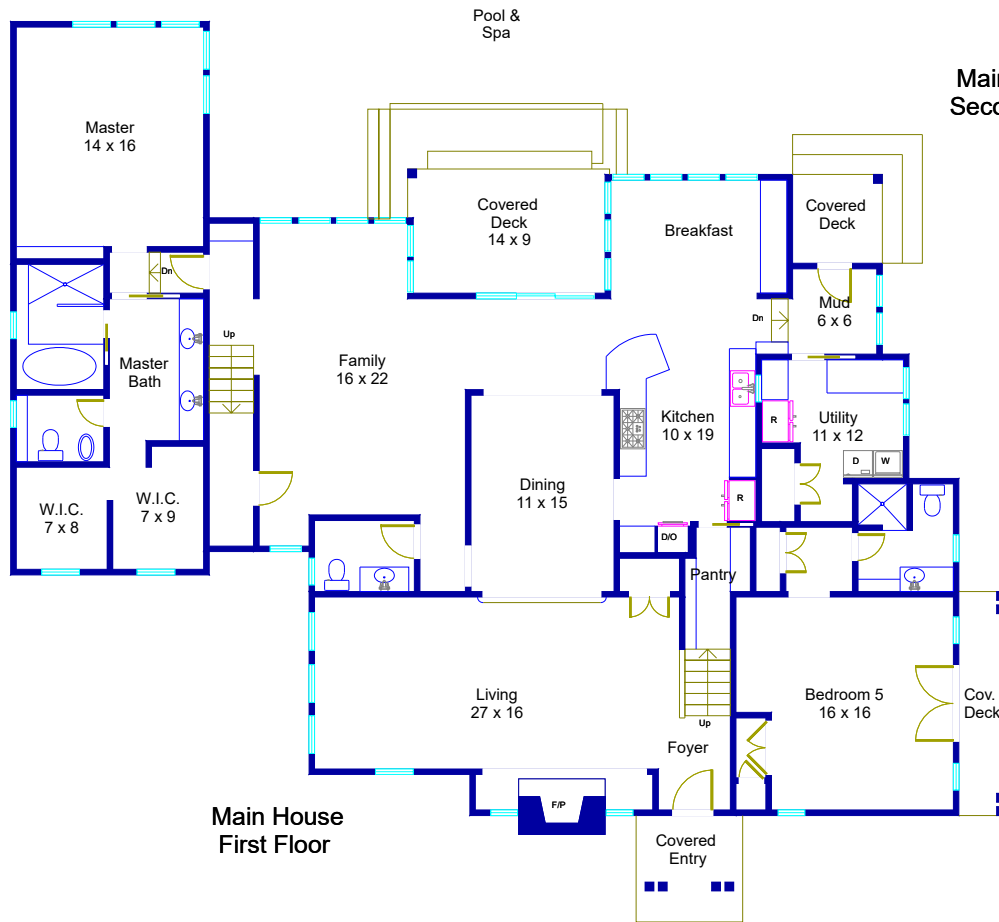 Pool &
Spa
Main
Seco
Master
14 x 16
Covered
Deck
14 x 9
Breakfast
Covered
Deck
Dn
Mud
6 x 6
Dn
Up
Family
16 x 22
Master
Bath
Kitchen
10 x 19
R
Utility
11 x 12
D
W
W.I.C.
7 x 8
W.I.C.
7 x 9
Dining
11 x 15
R
D/O
Pantry
Living
27 x 16
Up
Foyer
Bedroom 5
16 x 16
Cov.
Deck
F/P
Main House
First Floor
Covered
Entry